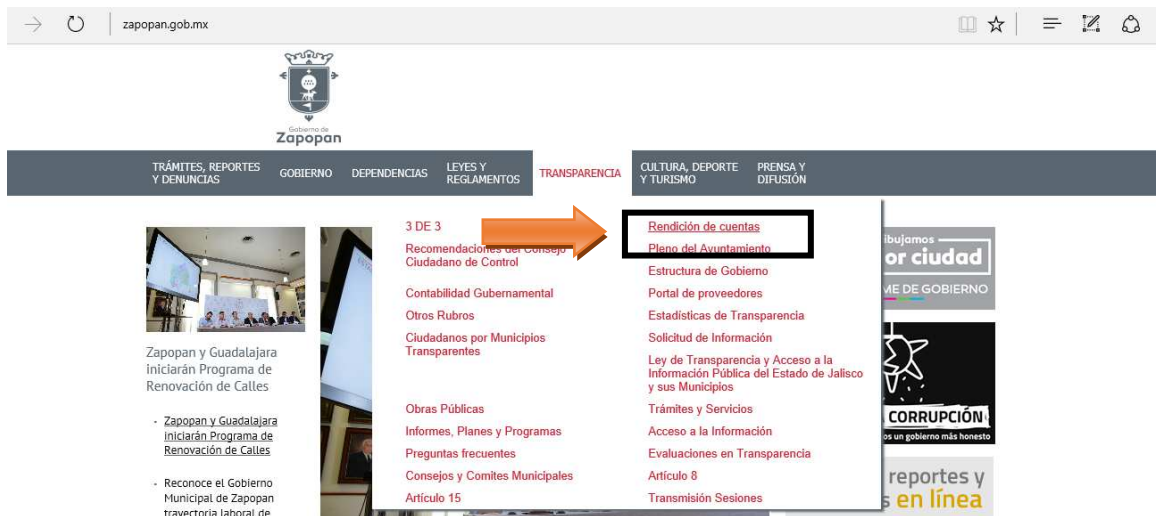 zapopan.gob.mx
Gobierno de
Zapopan
TRÁMITES, REPORTES
Y DENUNCIAS
GOBIERNO
DEPENDENCIAS
LEYES Y
REGLAMENTOS
TRANSPARENCIA
CULTURA, DEPORTE
Y TURISMO
PRENSA Y
DIFUSIÓN
3 DE 3
Recomendaciones del Consejo
Ciudadano de Control
Contabilidad Gubernamental
Otros Rubros
Ciudadanos por Municipios
Transparentes
Obras Públicas
Informes, Planes y Programas
Preguntas frecuentes
Consejos y Comites Municipales
Artículo 15
Rendición de cuentas
Pleno del Ayuntamiento
Estructura de Gobierno
Portal de proveedores
Estadísticas de Transparencia
Solicitud de Información
Ley de Transparencia y Acceso a la
Información Pública del Estado de Jalisco
y sus Municipios
Trámites y Servicios
Acceso a la Información
Evaluaciones en Transparencia
Artículo 8
Transmisión Sesiones
Zapopan y Guadalajara
iniciarán Programa de
Renovación de Calles
- Zapopan y Guadalajara
iniciarán Programa de
Renovación de Calles
- Reconoce el Gobierno
Municipal de Zapopan
trayectoria laboral de
ibujamos
or ciudad
ME DE GOBIERNO
CORRUPCIÓN
os un gobierno más honesto
reportes y
s en línea